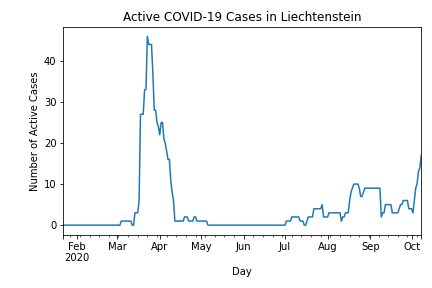 Active COVID-19 Cases in Liechtenstein
Number of Active Cases
40
30
20
10
0
Feb Mar Apr May Jun Jul Aug Sep Oct
2020
Day